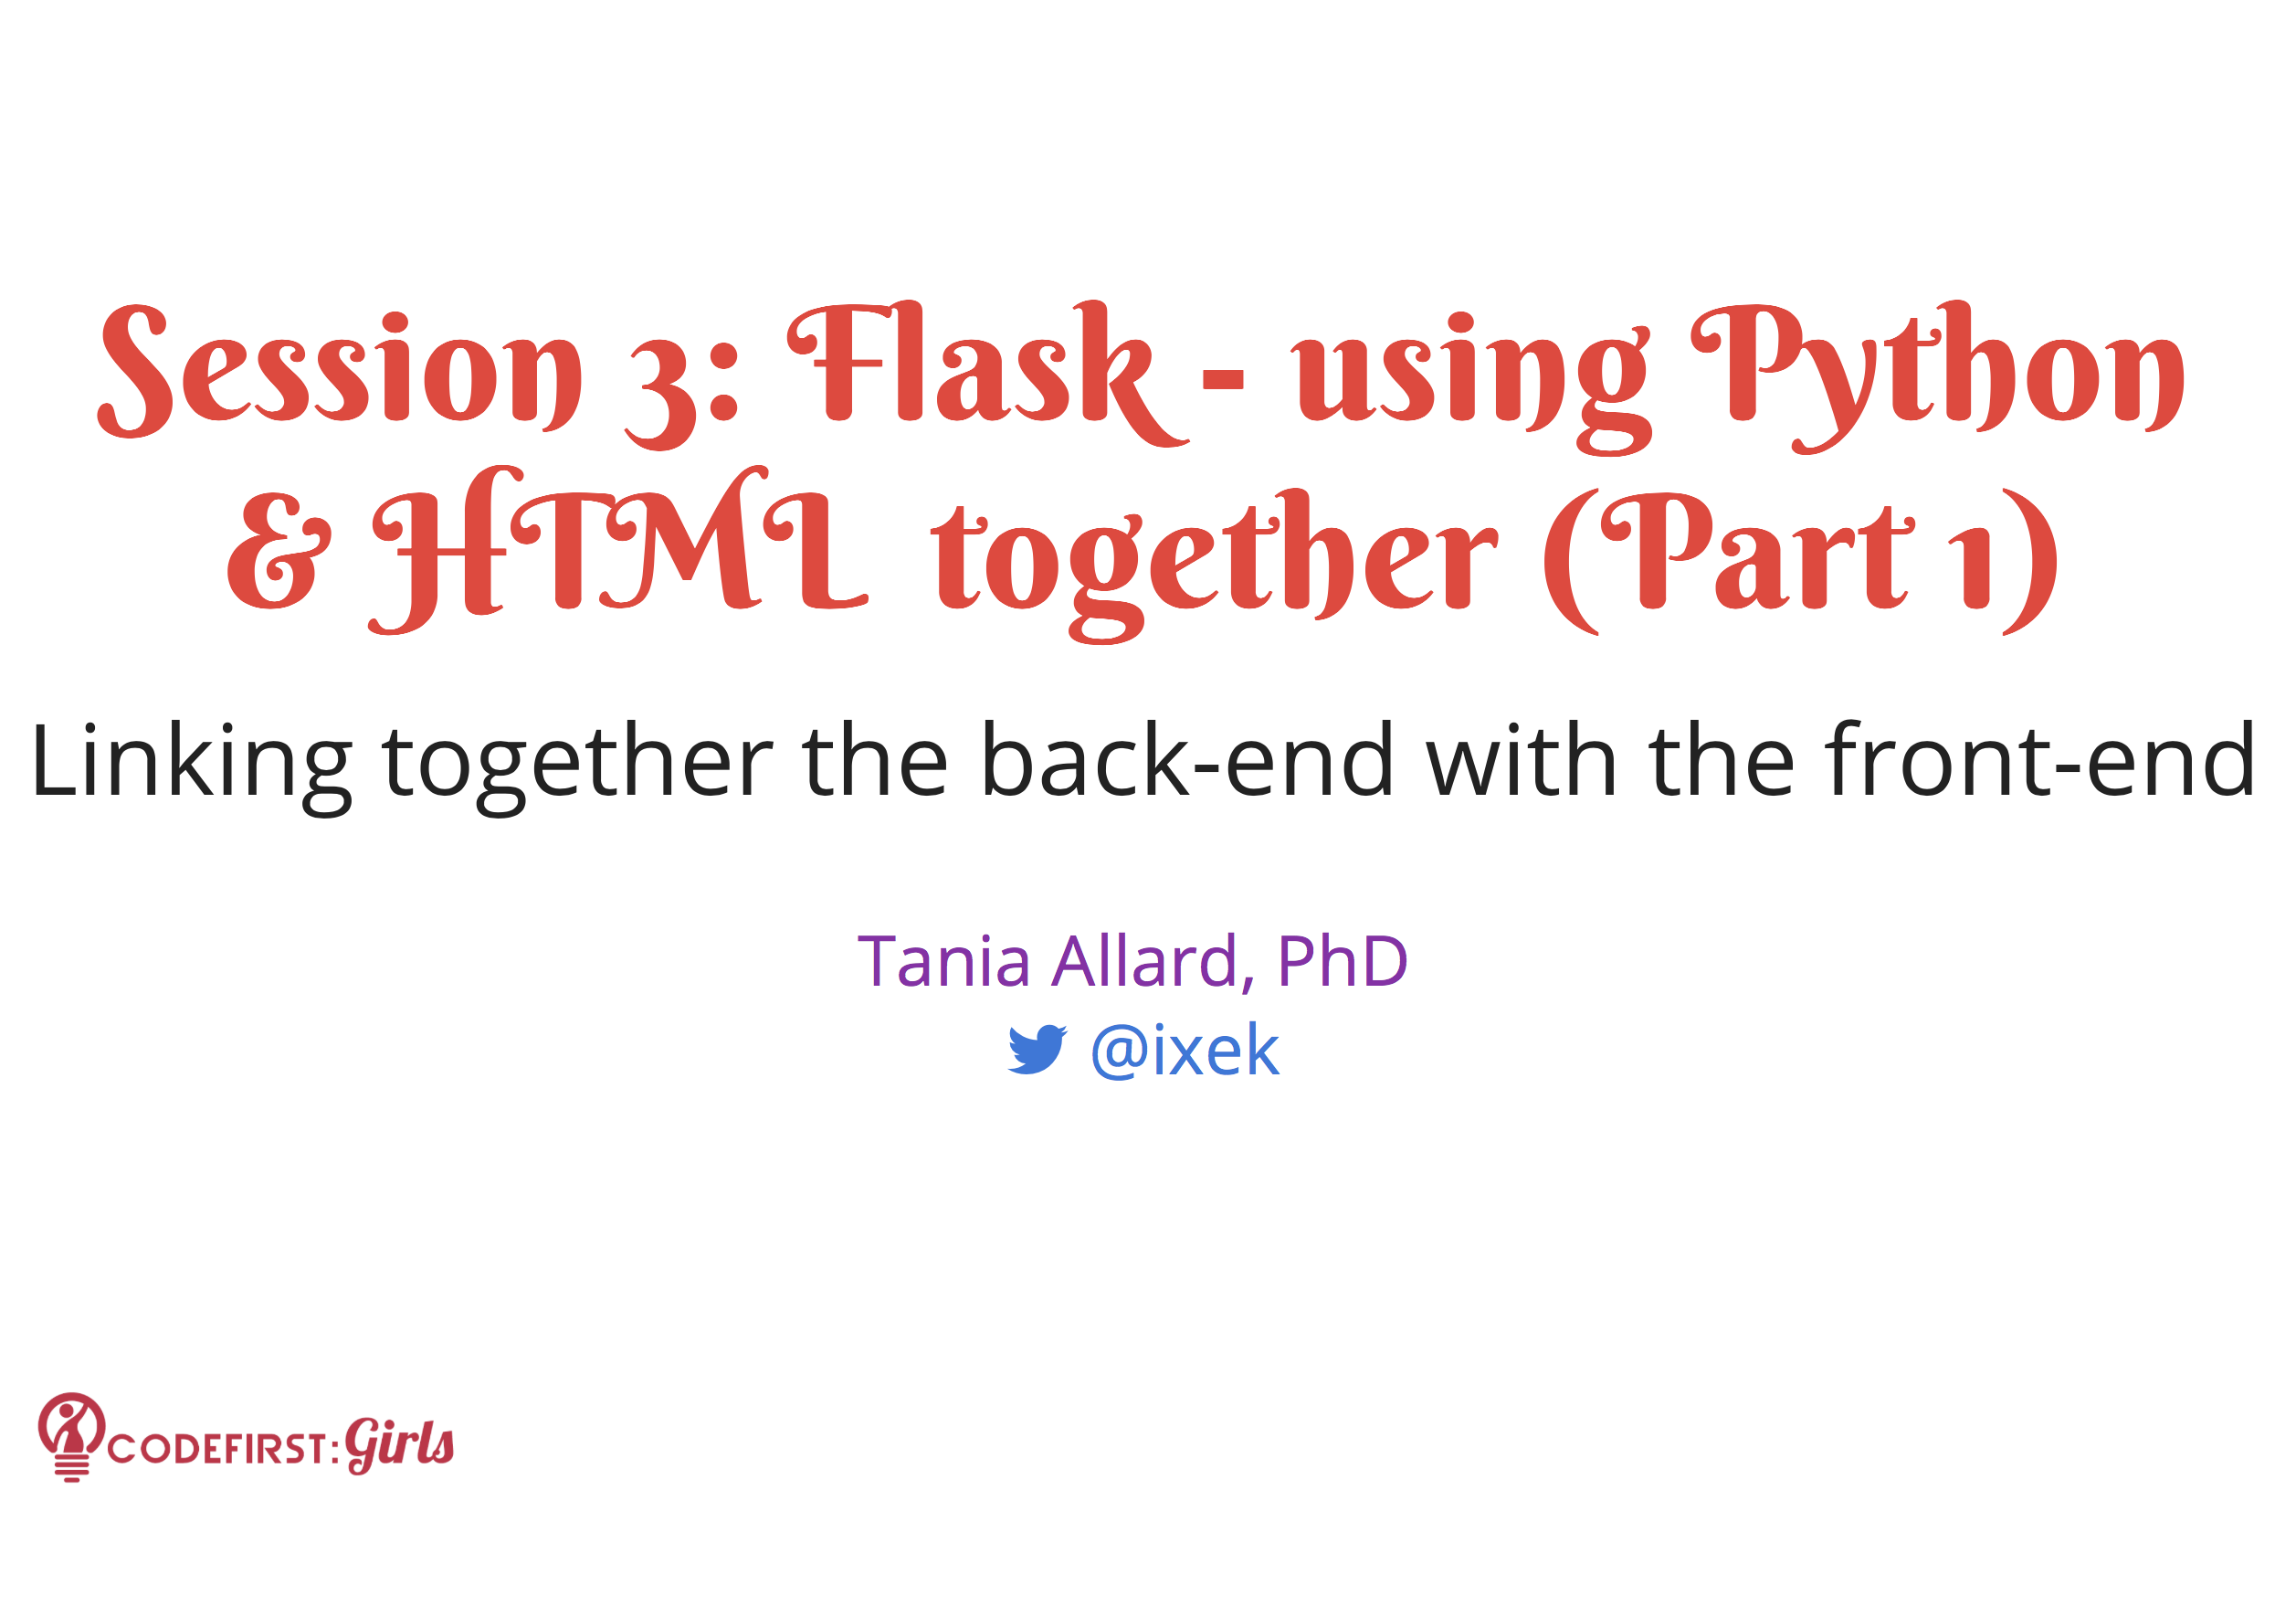 Session 3: Flask - using Python
& HTML together (Part 1)
Linking together the back-end with the front-end
Tania Allard, PhD
@ixek
CODEFIRST: Girls